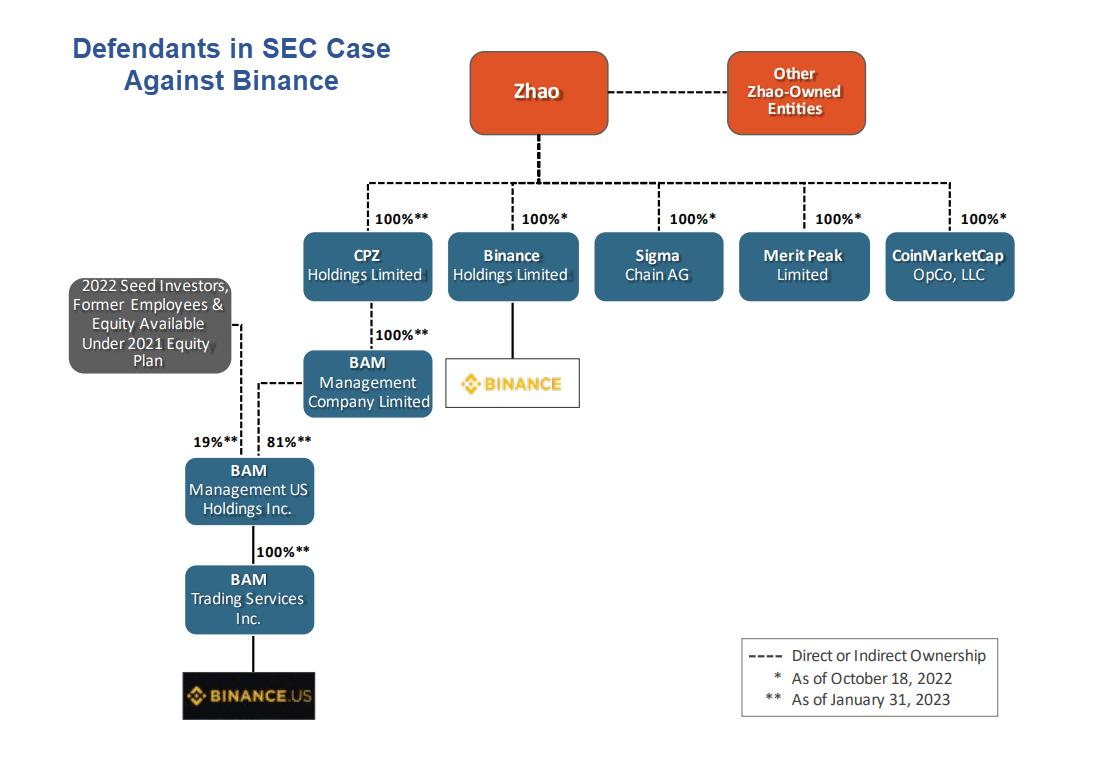 Defendants in SEC Case
Against Binance
Zhao
Other
Zhao-Owned
Entities
100%**
100%*
100%*
100%*
100%*
CPZ
Holdings Limited
Binance
Holdings Limited
Sigma
Chain AG
Merit Peak
Limited
CoinMarketCap
OpCo, LLC
2022 Seed Investors,
Former Employees &
Equity Available
Under 2021 Equity
Plan
100%**
BAM
Management
Company Limited
BINANCE
19%**
81%**
BAM
Management US
Holdings Inc.
100%**
BAM
Trading Services
Inc.
BINANCE.US
---- Direct or Indirect Ownership
* As of October 18, 2022
** As of January 31, 2023